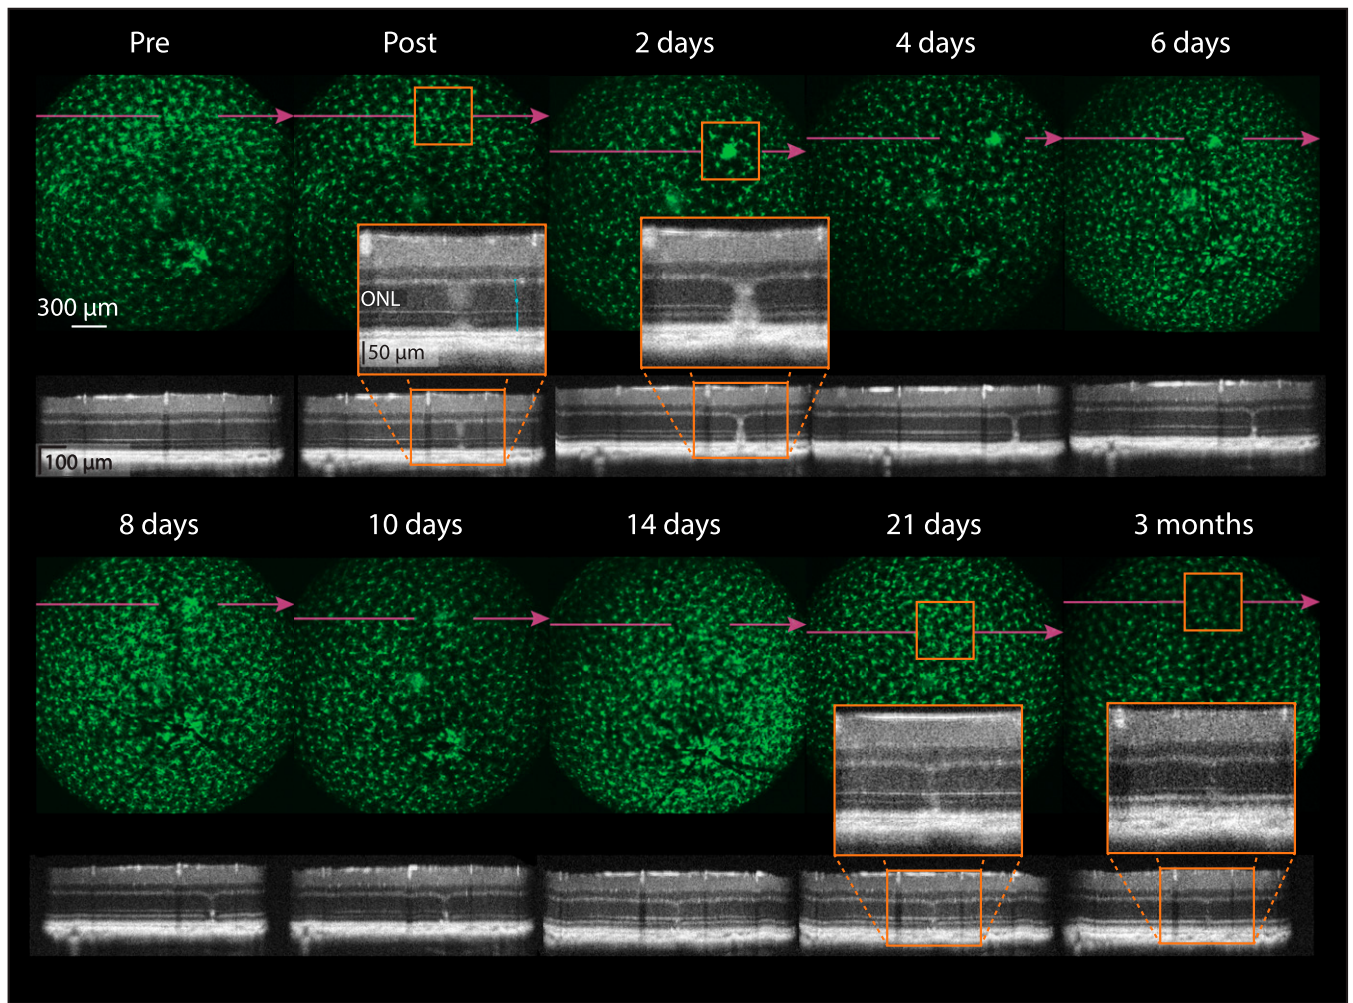 Pre
Post
2 days
4 days
6 days
300 μm
ONL
50 μm
100 μm
8 days
10 days
14 days
21 days
3 months